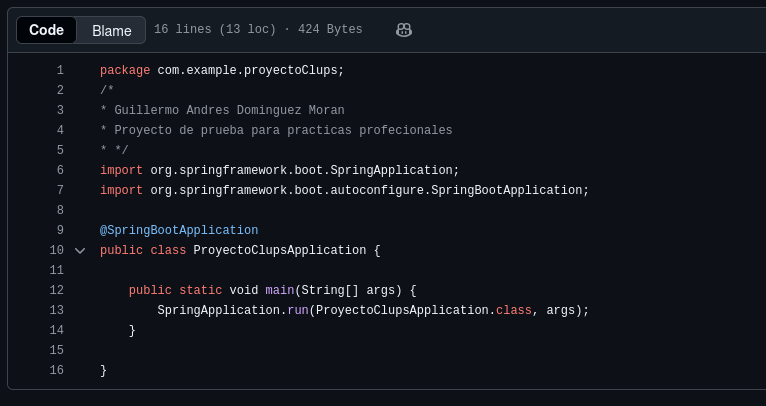 Code Blame 16 lines (13 loc) · 424 Bytes
1 package com.example.proyectoClups;
2 /*
3 * Guillermo Andres Dominguez Moran
4 * Proyecto de prueba para practicas profecionales
5 * */
6 import org.springframework.boot.SpringApplication;
7 import org.springframework.boot.autoconfigure.SpringBootApplication;
8
9 @SpringBootApplication
10 public class ProyectoClupsApplication {
11
12     public static void main(String[] args) {
13         SpringApplication.run(ProyectoClupsApplication.class, args);
14     }
15
16 }